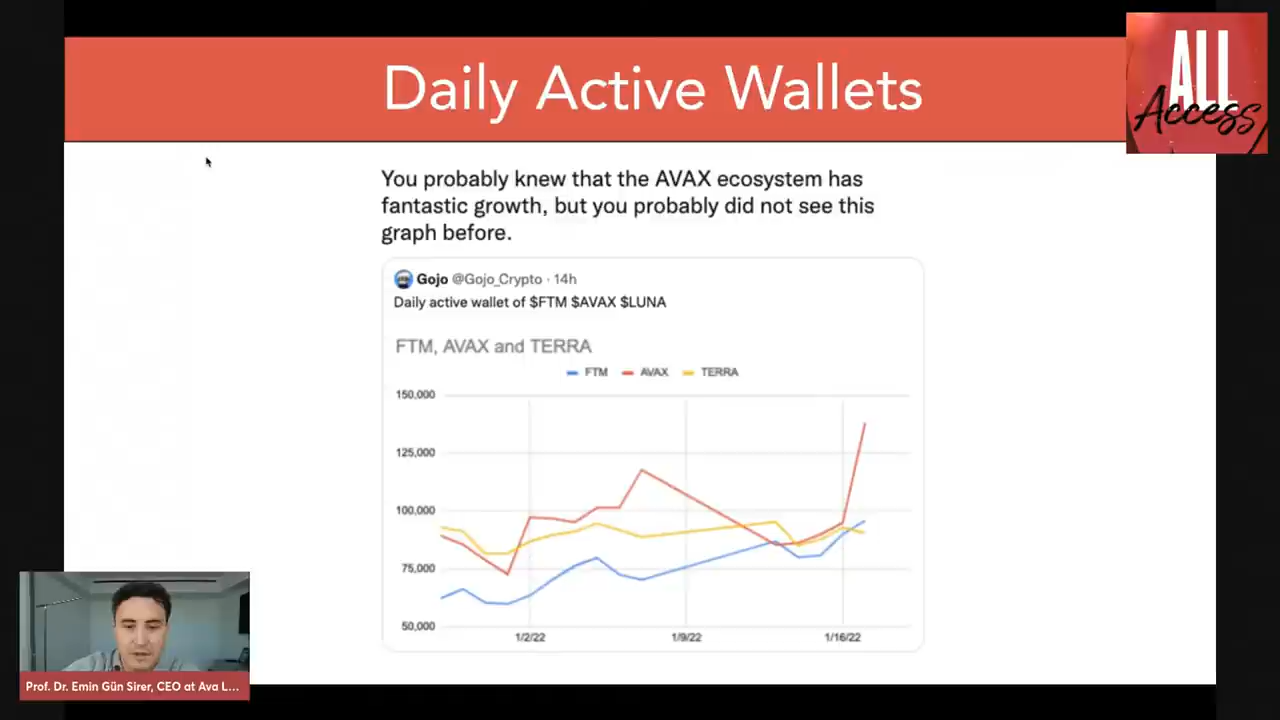 Daily Active Wallets
ALL
Access
You probably knew that the AVAX ecosystem has
fantastic growth, but you probably did not see this
graph before.
Gojo @Gojo_Crypto · 14h
Daily active wallet of $FTM $AVAX $LUNA
FTM, AVAX and TERRA
FTM AVAX TERRA
150,000
125,000
100,000
75,000
50,000
1/2/22 1/9/22 1/16/22
Prof. Dr. Emin Gün Sirer, CEO at Ava L...